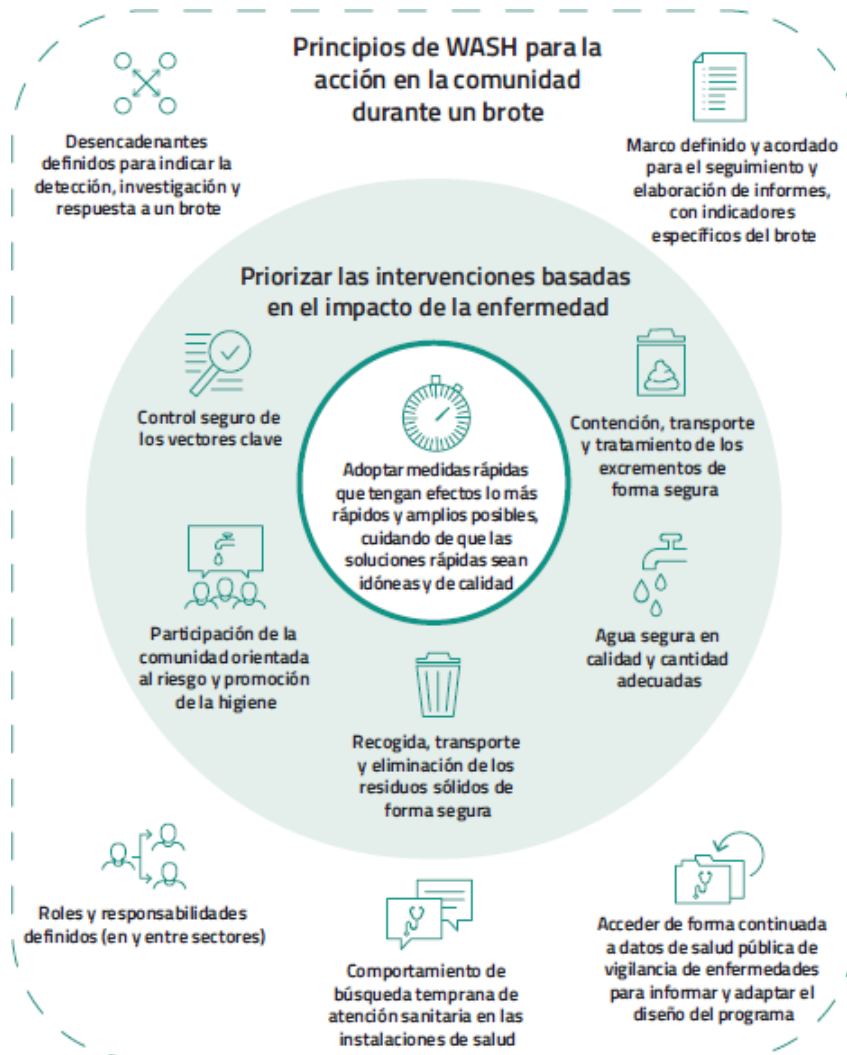 Principios de WASH para la
acción en la comunidad
durante un brote
Desencadenantes
definidos para indicar la
detección, investigación y
respuesta a un brote
Marco definido y acordado
para el seguimiento y
elaboración de informes,
con indicadores
específicos del brote
Priorizar las intervenciones basadas
en el impacto de la enfermedad
Control seguro de
los vectores clave
Adoptar medidas rápidas
que tengan efectos lo más
rápidos y amplios posibles,
cuidando de que las
soluciones rápidas sean
idóneas y de calidad
Contención, transporte
y tratamiento de los
excrementos de
forma segura
Participación de la
comunidad orientada
al riesgo y promoción
de la higiene
Agua segura en
calidad y cantidad
adecuadas
Recogida, transporte
y eliminación de los
residuos sólidos de
forma segura
Roles y responsabilidades
definidos (en y entre sectores)
Comportamiento de
búsqueda temprana de
atención sanitaria en las
instalaciones de salud
Acceder de forma continuada
a datos de salud pública de
vigilancia de enfermedades
para informar y adaptar el
diseño del programa